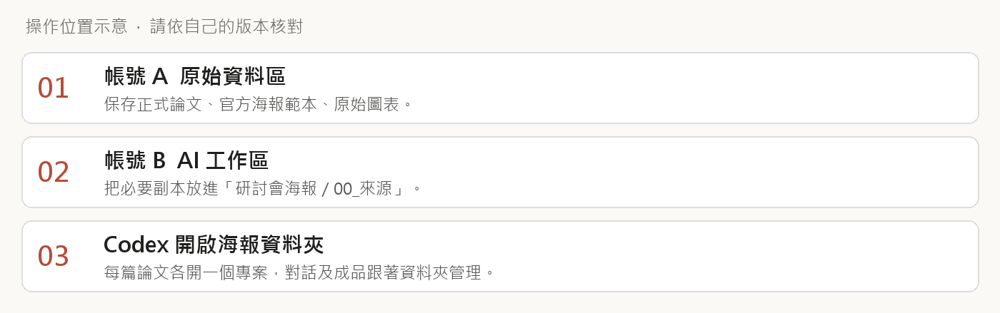 操作位置示意 · 請依自己的版本核對
01
帳號 A 原始資料區
保存正式論文、官方海報範本、原始圖表。
02
帳號 B AI 工作區
把必要副本放進「研討會海報 / 00_來源」。
03
Codex 開啟海報資料夾
每篇論文各開一個專案，對話及成品跟著資料夾管理。